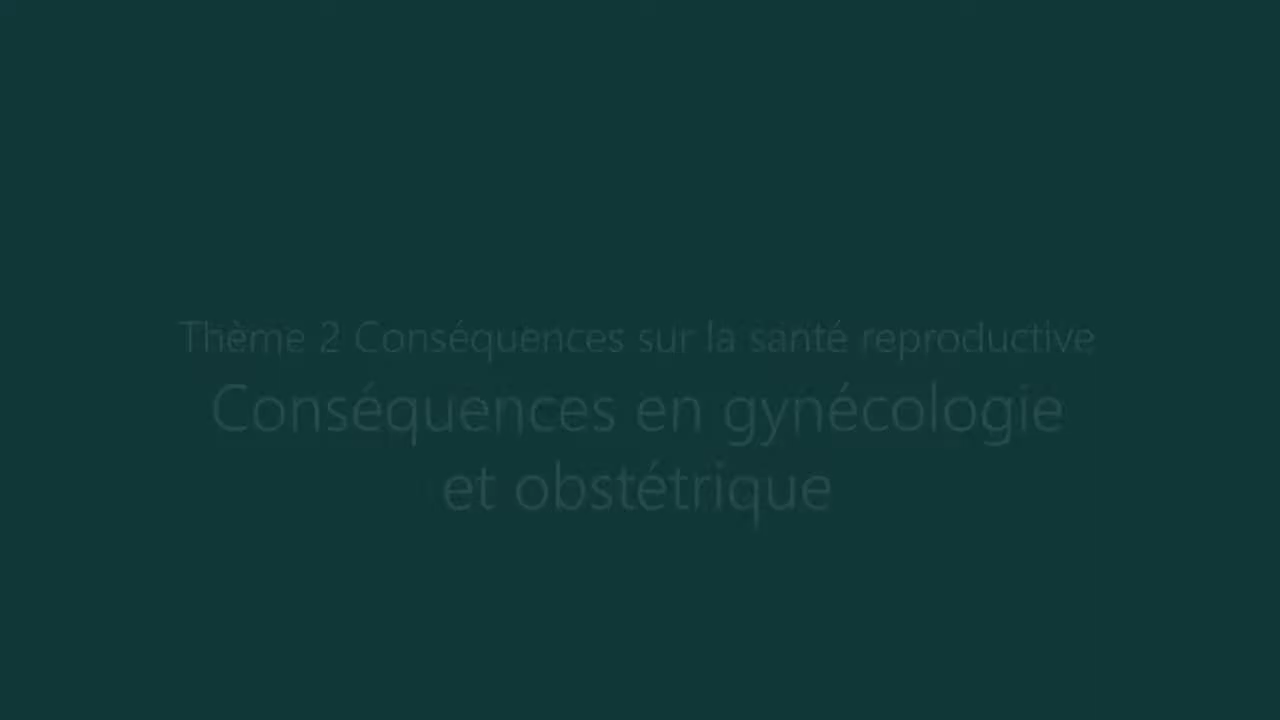 Thème 2 Conséquences sur la santé reproductive
Conséquences en gynécologie
et obstétrique